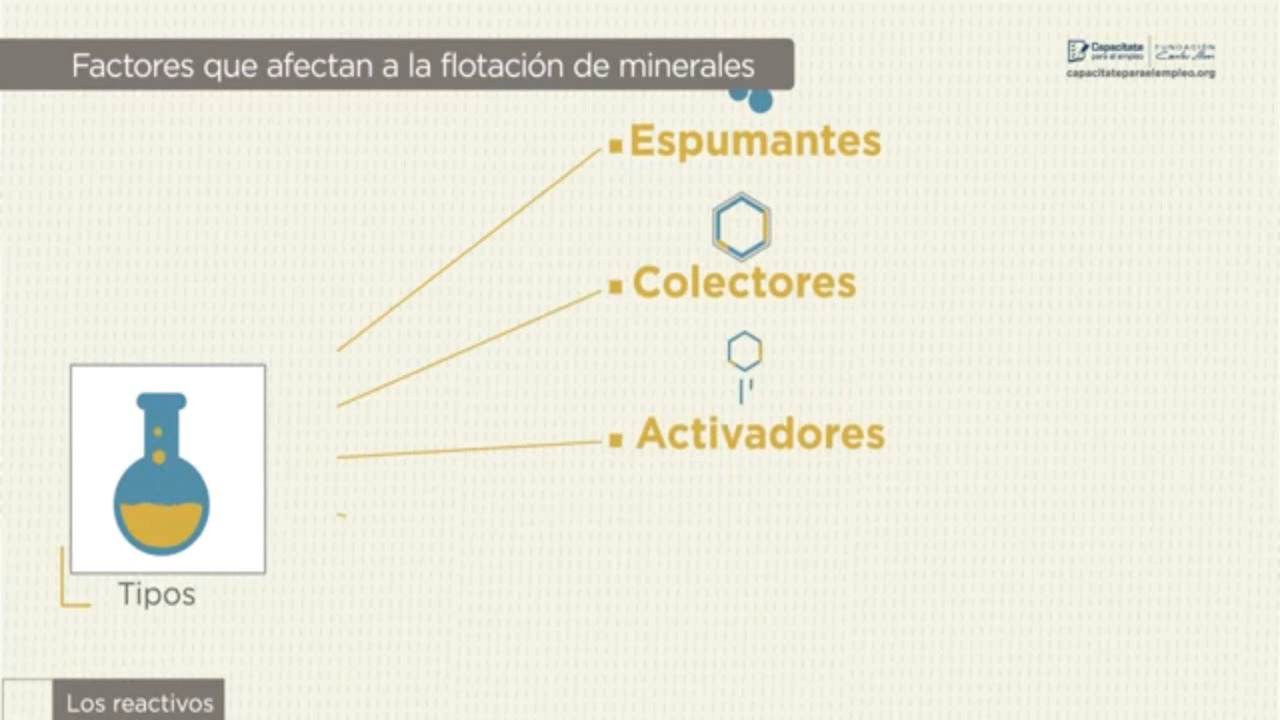 Factores que afectan a la flotación de minerales
Capacítate
para el empleo
FUNDACIÓN
Carlos Slim
capacitateparaelempleo.org
Espumantes
Colectores
Activadores
Tipos
Los reactivos